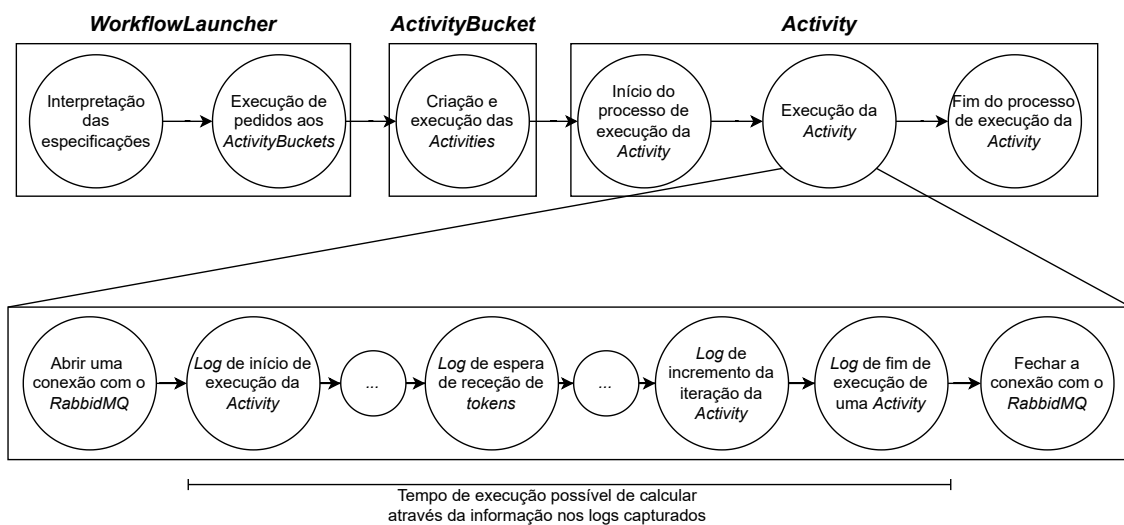 WorkflowLauncher
ActivityBucket
Activity
Interpretação
das
especificações
Execução de
pedidos aos
ActivityBuckets
Criação e
execução das
Activities
Início do
processo de
execução da
Activity
Execução da
Activity
Fim do processo
de execução da
Activity
Abrir uma
conexão com o
RabbidMQ
Log de início de
execução da
Activity
...
Log de espera
de receção de
tokens
...
Log de
incremento da
iteração da
Activity
Log de fim de
execução de
uma Activity
Fechar a
conexão com o
RabbidMQ
Tempo de execução possível de calcular
através da informação nos logs capturados